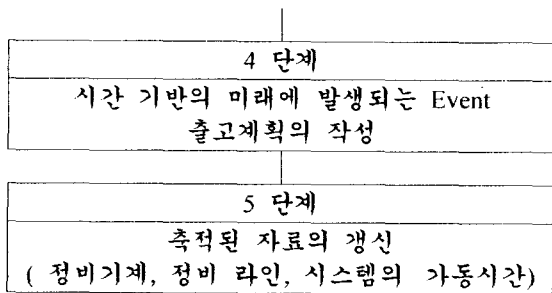 4 단계
시간 기반의 미래에 발생되는 Event
출고계획의 작성
5 단계
축적된 자료의 갱신
( 정비기계, 정비 라인, 시스템의 가동시간)